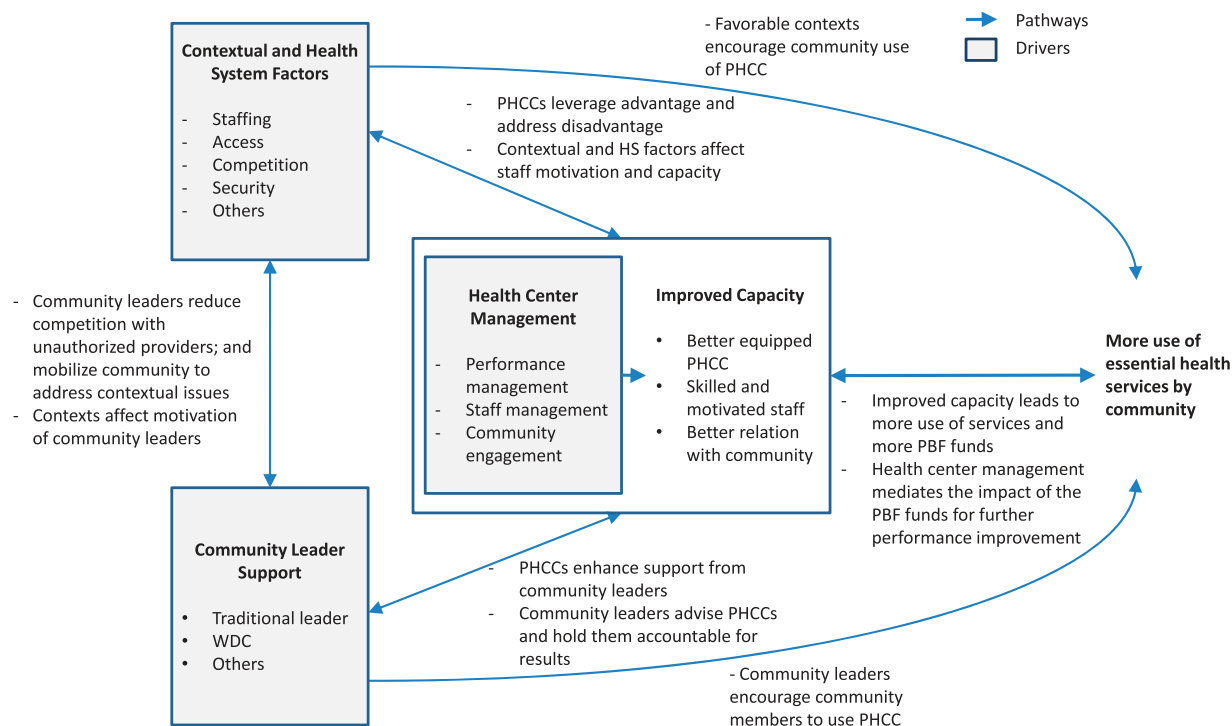 Contextual and Health
System Factors
- Staffing
- Access
- Competition
- Security
- Others
- Favorable contexts
encourage community use
of PHCC
Pathways
Drivers
- PHCCs leverage advantage and
address disadvantage
- Contextual and HS factors affect
staff motivation and capacity
- Community leaders reduce
competition with
unauthorized providers; and
mobilize community to
address contextual issues
- Contexts affect motivation
of community leaders
Health Center
Management
- Performance
management
- Staff management
- Community
engagement
Improved Capacity
• Better equipped
PHCC
• Skilled and
motivated staff
• Better relation
with community
More use of
essential health
services by
community
- Improved capacity leads to
more use of services and
more PBF funds
- Health center management
mediates the impact of the
PBF funds for further
performance improvement
Community Leader
Support
• Traditional leader
• WDC
• Others
- PHCCs enhance support from
community leaders
- Community leaders advise PHCCs
and hold them accountable for
results
- Community leaders
encourage community
members to use PHCC